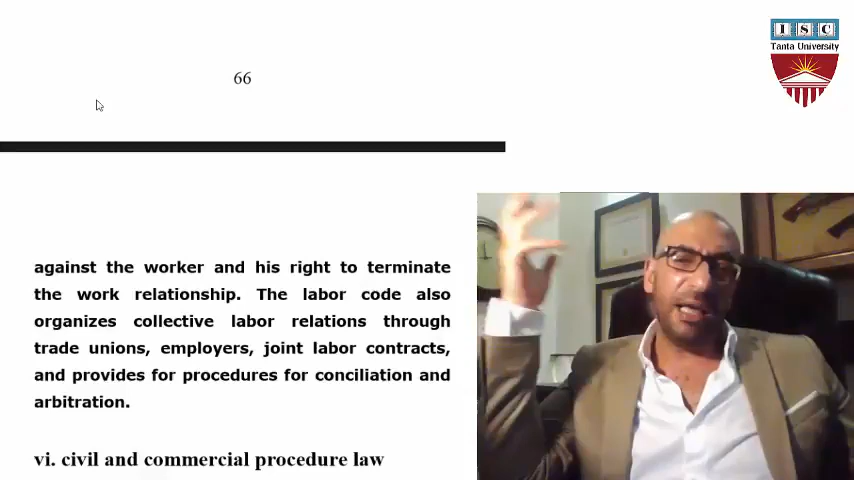 66
I S C
Tanta University
against the worker and his right to terminate
the work relationship. The labor code also
organizes collective labor relations through
trade unions, employers, joint labor contracts,
and provides for procedures for conciliation and
arbitration.
vi. civil and commercial procedure law